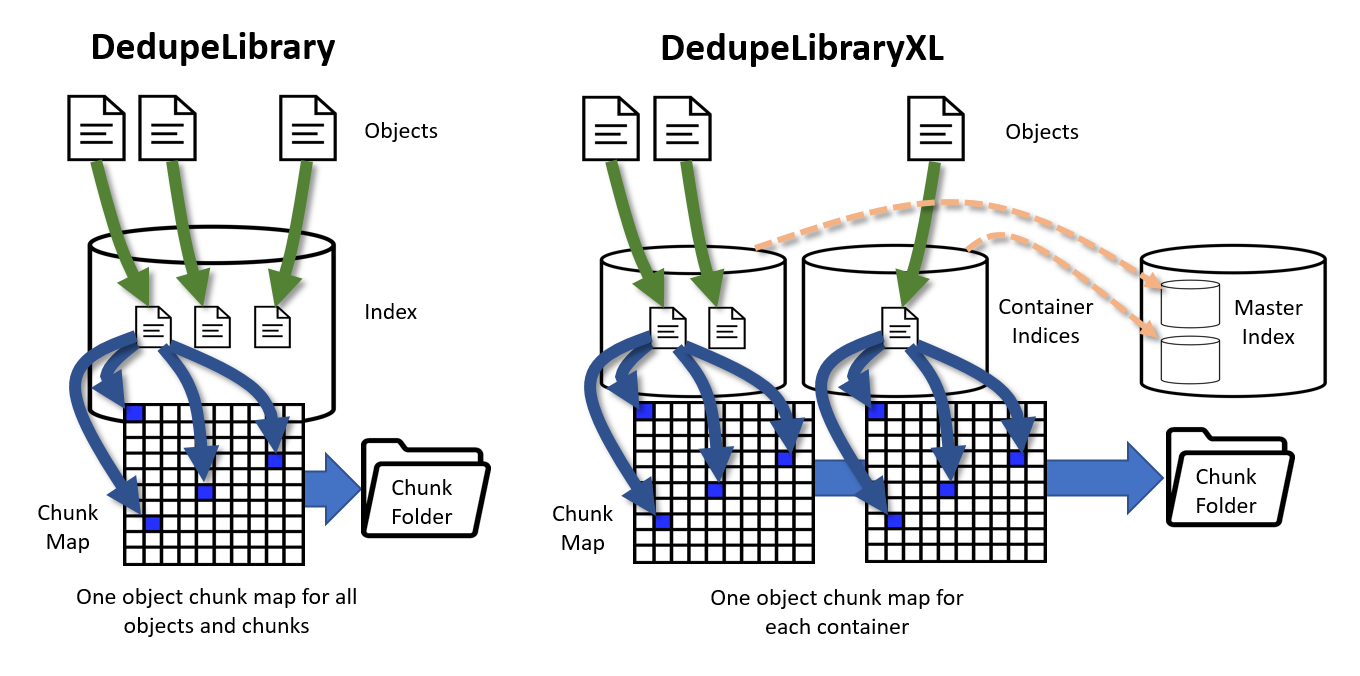 DedupeLibrary
Objects
Index
Chunk
Map
Chunk
Folder
One object chunk map for all
objects and chunks
DedupeLibraryXL
Objects
Container
Indices
Master
Index
Chunk
Map
Chunk
Folder
One object chunk map for
each container